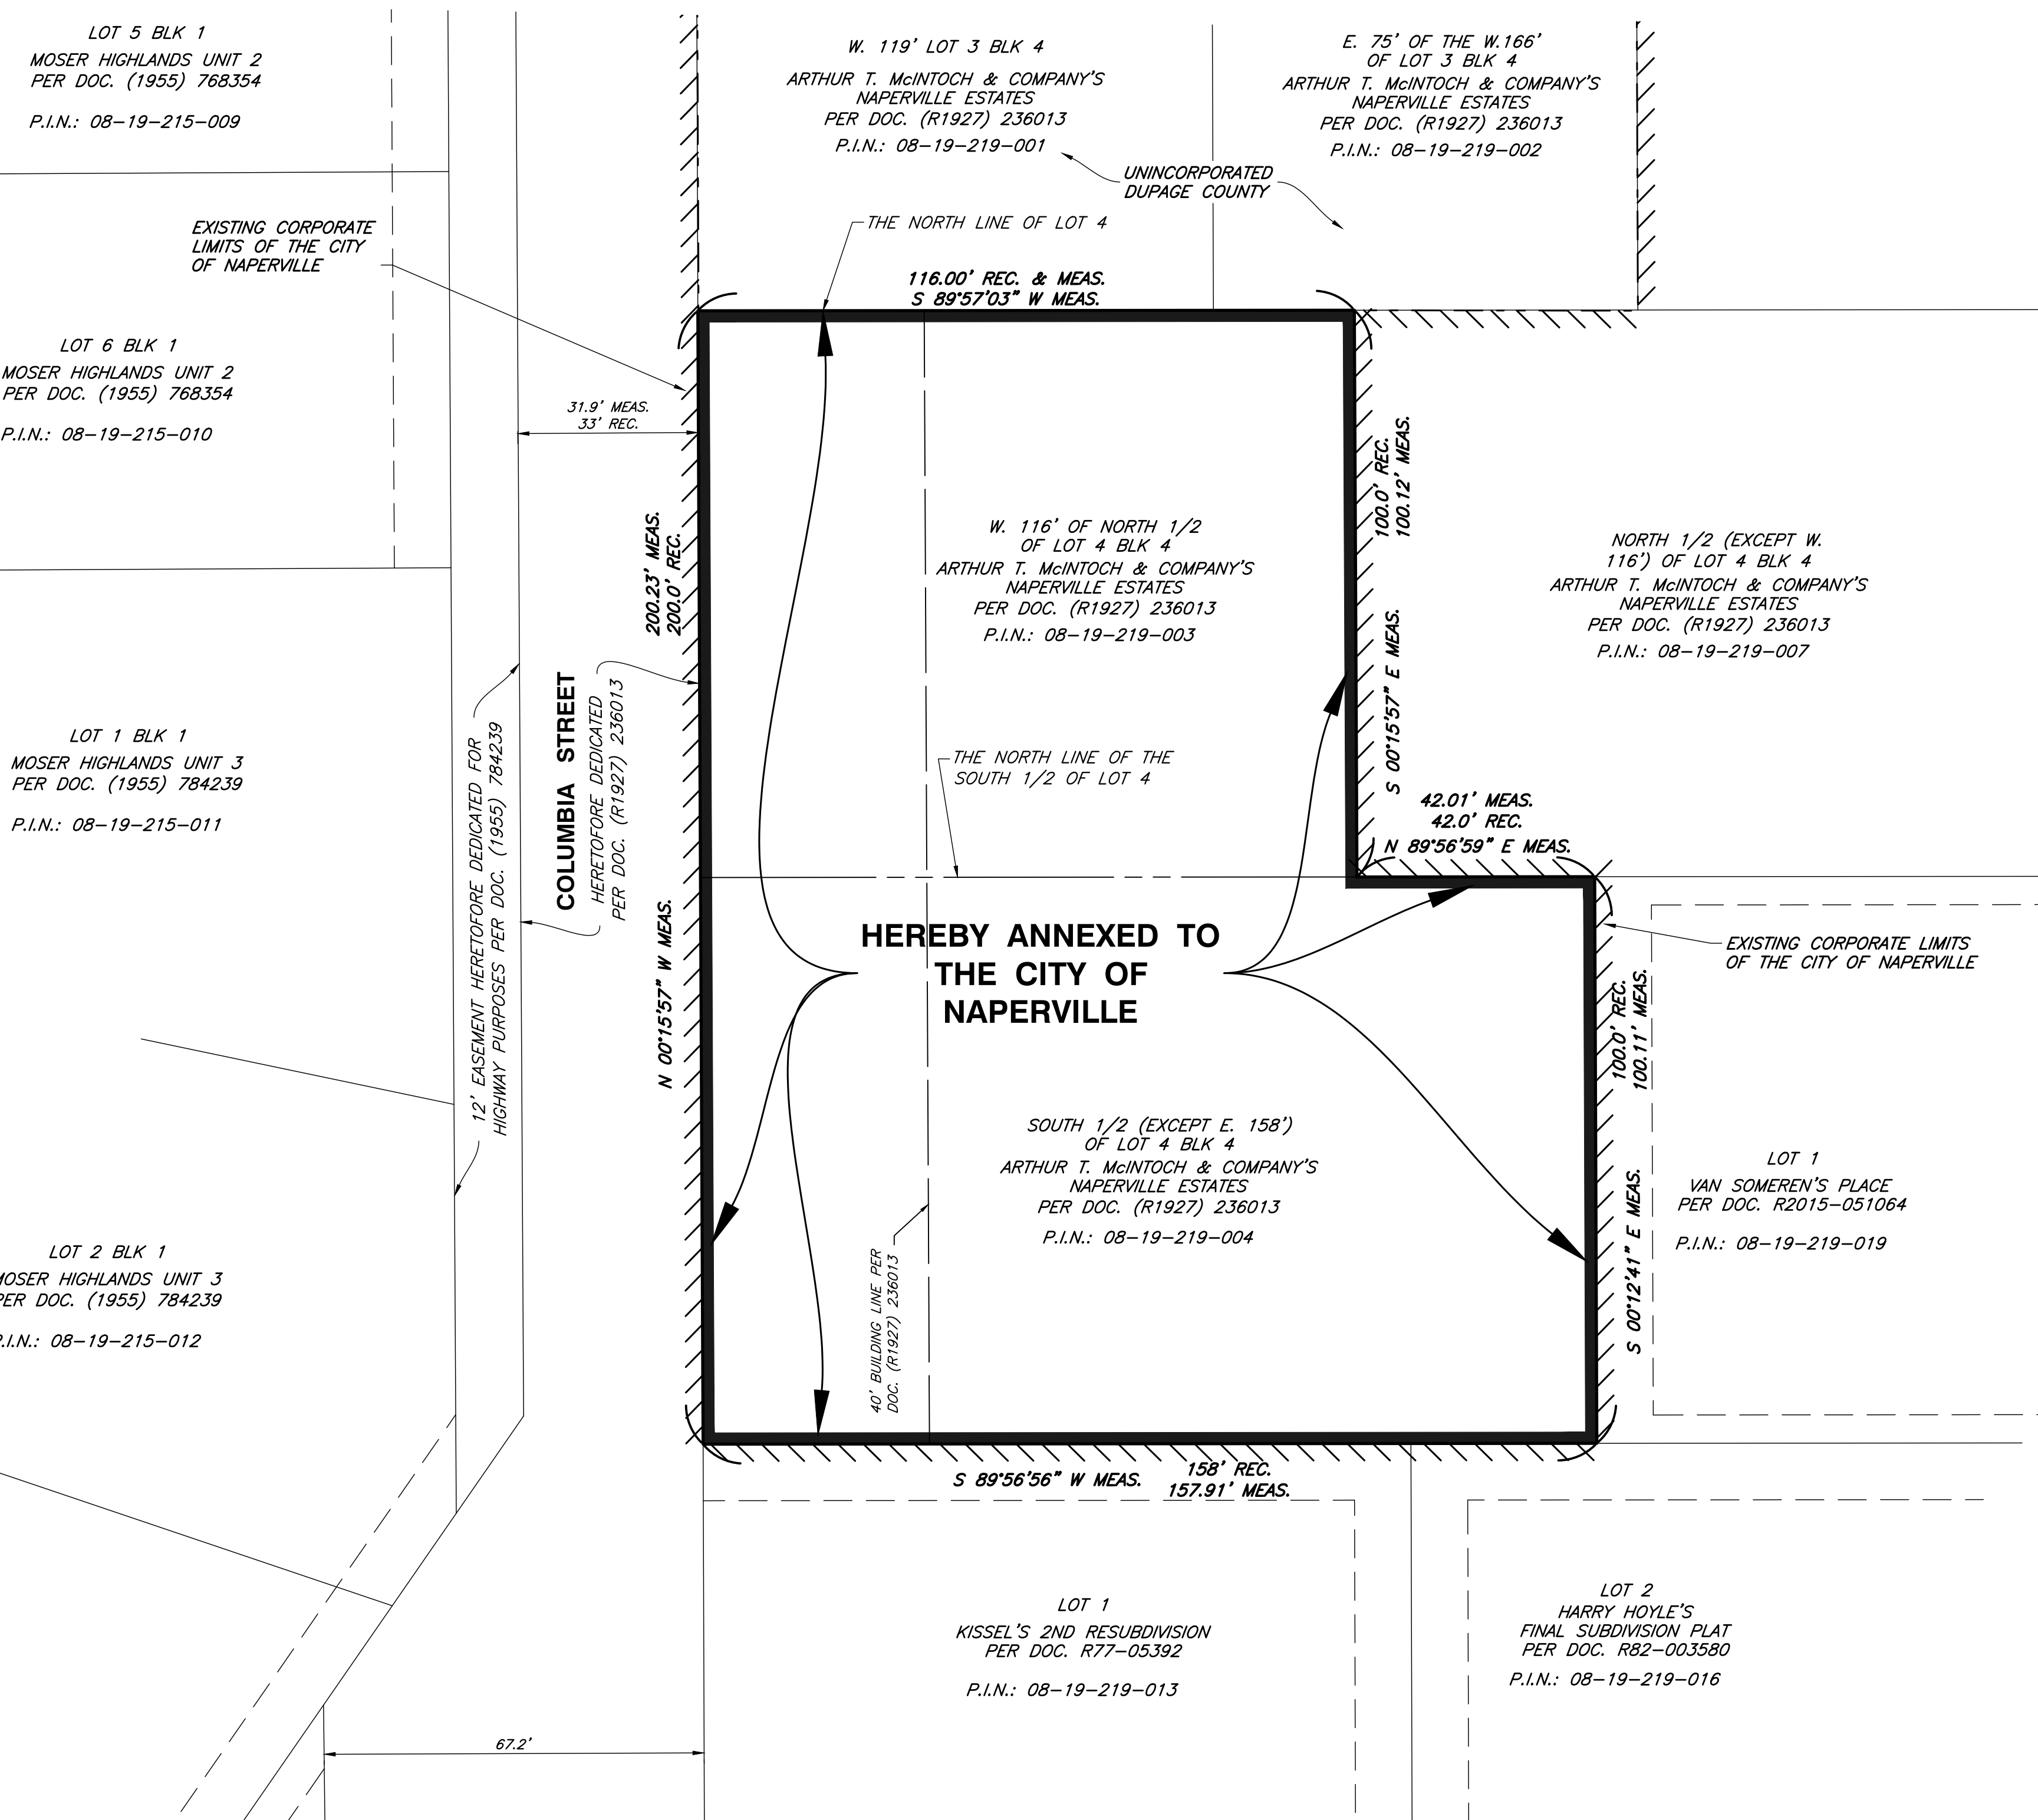 LOT 5 BLK 1
MOSER HIGHLANDS UNIT 2
PER DOC. (1955) 768354
P.I.N.: 08-19-215-009
W. 119' LOT 3 BLK 4
ARTHUR T. McINTOCH & COMPANY'S
NAPERVILLE ESTATES
PER DOC. (R1927) 236013
P.I.N.: 08-19-219-001
E. 75' OF THE W.166'
OF LOT 3 BLK 4
ARTHUR T. McINTOCH & COMPANY'S
NAPERVILLE ESTATES
PER DOC. (R1927) 236013
P.I.N.: 08-19-219-002
UNINCORPORATED
DUPAGE COUNTY
EXISTING CORPORATE
LIMITS OF THE CITY
OF NAPERVILLE
THE NORTH LINE OF LOT 4
116.00' REC. & MEAS.
S 89°57'03" W MEAS.
LOT 6 BLK 1
MOSER HIGHLANDS UNIT 2
PER DOC. (1955) 768354
P.I.N.: 08-19-215-010
31.9' MEAS.
33' REC.
100.0' REC.
100.12' MEAS.
S 00°15'57" E MEAS.
200.23' MEAS.
200.0' REC.
N 00°15'57" W MEAS.
W. 116' OF NORTH 1/2
OF LOT 4 BLK 4
ARTHUR T. McINTOCH & COMPANY'S
NAPERVILLE ESTATES
PER DOC. (R1927) 236013
P.I.N.: 08-19-219-003
NORTH 1/2 (EXCEPT W.
116') OF LOT 4 BLK 4
ARTHUR T. McINTOCH & COMPANY'S
NAPERVILLE ESTATES
PER DOC. (R1927) 236013
P.I.N.: 08-19-219-007
LOT 1 BLK 1
MOSER HIGHLANDS UNIT 3
PER DOC. (1955) 784239
P.I.N.: 08-19-215-011
12' EASEMENT HERETOFORE DEDICATED FOR
HIGHWAY PURPOSES PER DOC. (1955) 784239
COLUMBIA STREET
HERETOFORE DEDICATED
PER DOC. (R1927) 236013
THE NORTH LINE OF THE
SOUTH 1/2 OF LOT 4
42.01' MEAS.
42.0' REC.
N 89°56'59" E MEAS.
HEREBY ANNEXED TO
THE CITY OF
NAPERVILLE
EXISTING CORPORATE LIMITS
OF THE CITY OF NAPERVILLE
100.0' REC.
100.11' MEAS.
S 00°12'41" E MEAS.
SOUTH 1/2 (EXCEPT E. 158')
OF LOT 4 BLK 4
ARTHUR T. McINTOCH & COMPANY'S
NAPERVILLE ESTATES
PER DOC. (R1927) 236013
P.I.N.: 08-19-219-004
LOT 1
VAN SOMEREN'S PLACE
PER DOC. R2015-051064
P.I.N.: 08-19-219-019
40' BUILDING LINE PER
DOC. (R1927) 236013
LOT 2 BLK 1
MOSER HIGHLANDS UNIT 3
PER DOC. (1955) 784239
P.I.N.: 08-19-215-012
S 89°56'56" W MEAS.
158' REC.
157.91' MEAS.
LOT 1
KISSEL'S 2ND RESUBDIVISION
PER DOC. R77-05392
P.I.N.: 08-19-219-013
LOT 2
HARRY HOYLE'S
FINAL SUBDIVISION PLAT
PER DOC. R82-003580
P.I.N.: 08-19-219-016
67.2'